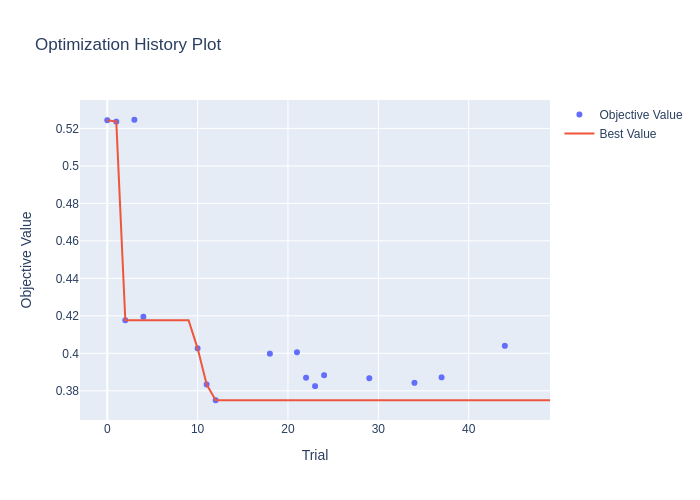 Optimization History Plot
Objective Value
Best Value
0.52
0.5
0.48
0.46
0.44
0.42
0.4
0.38
Objective Value
0
10
20
30
40
Trial